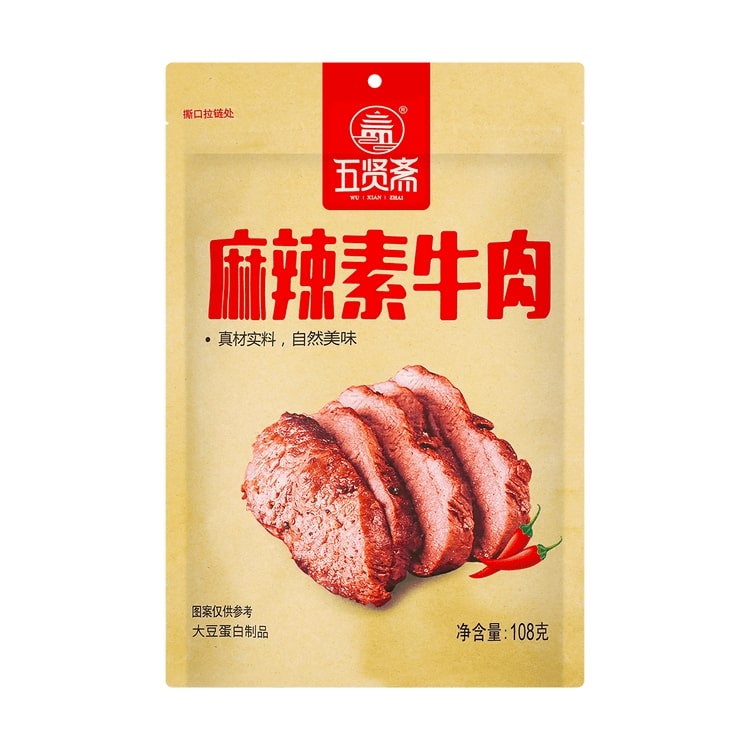 撕口拉链处
®
五贤斋
WU | XIAN | ZHAI
麻辣素牛肉
• 真材实料，自然美味
图案仅供参考
大豆蛋白制品
净含量:108克